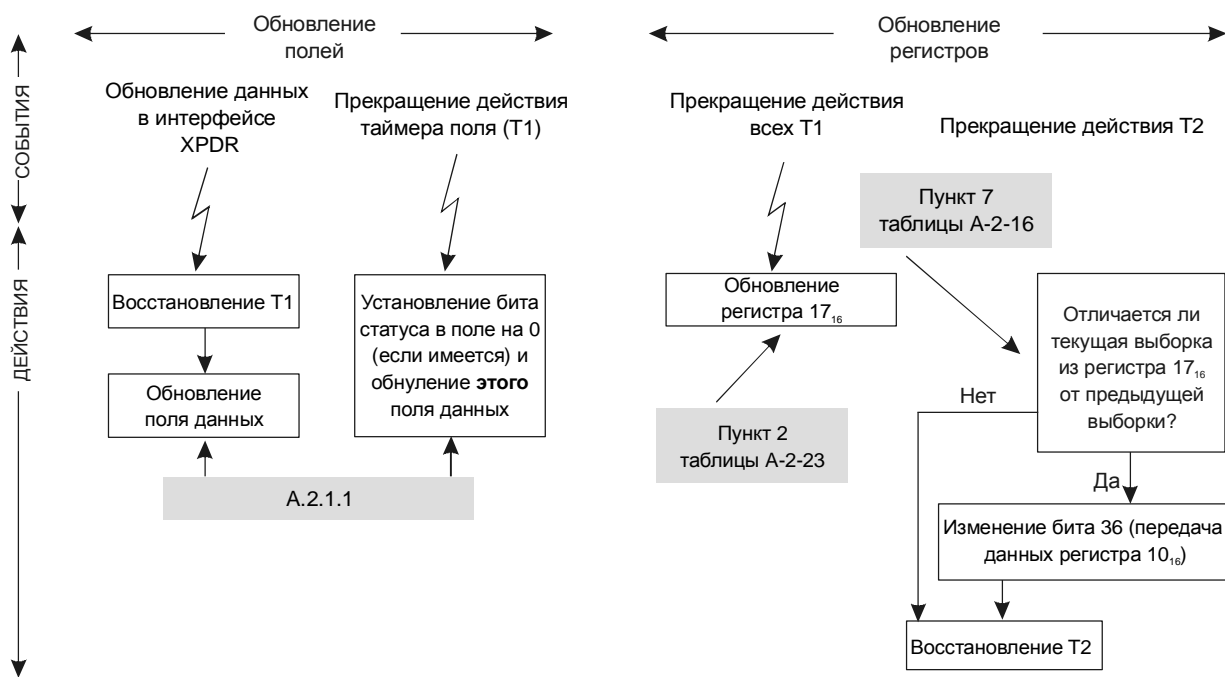 Обновление
полей
Обновление
регистров
СОБЫТИЯ
ДЕЙСТВИЯ
Обновление данных
в интерфейсе
XPDR
Прекращение действия
таймера поля (T1)
Прекращение действия
всех T1
Прекращение действия T2
Пункт 7
таблицы A-2-16
Восстановление T1
Обновление
поля данных
Установление бита
статуса в поле на 0
(если имеется) и
обнуление этого
поля данных
A.2.1.1
Обновление
регистра 17₁₆
Пункт 2
таблицы A-2-23
Отличается ли
текущая выборка
из регистра 17₁₆
от предыдущей
выборки?
Нет
Да
Изменение бита 36 (передача
данных регистра 10₁₆)
Восстановление T2